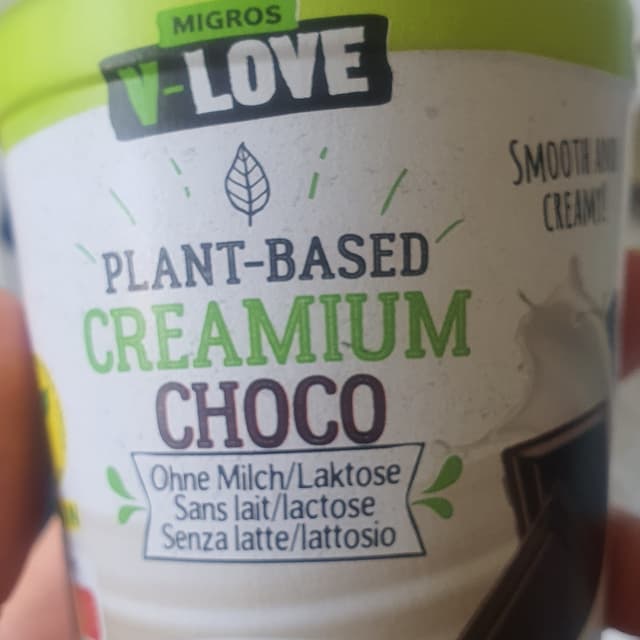 MIGROS
V-LOVE
SMOOTH AND
CREAMY!
PLANT-BASED
CREAMIUM
CHOCO
Ohne Milch/Laktose
Sans lait/lactose
Senza latte/lattosio